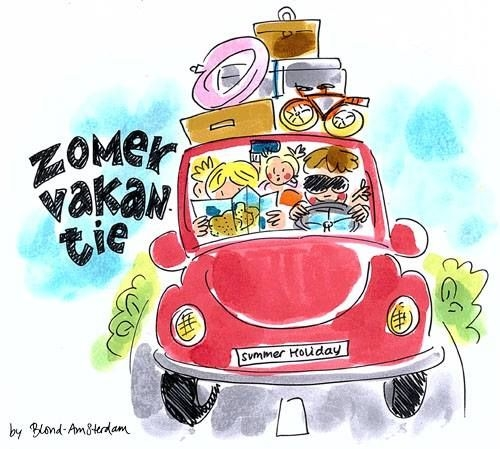 zomer
vakan
tie
summer Holiday
by Blond-Amsterdam